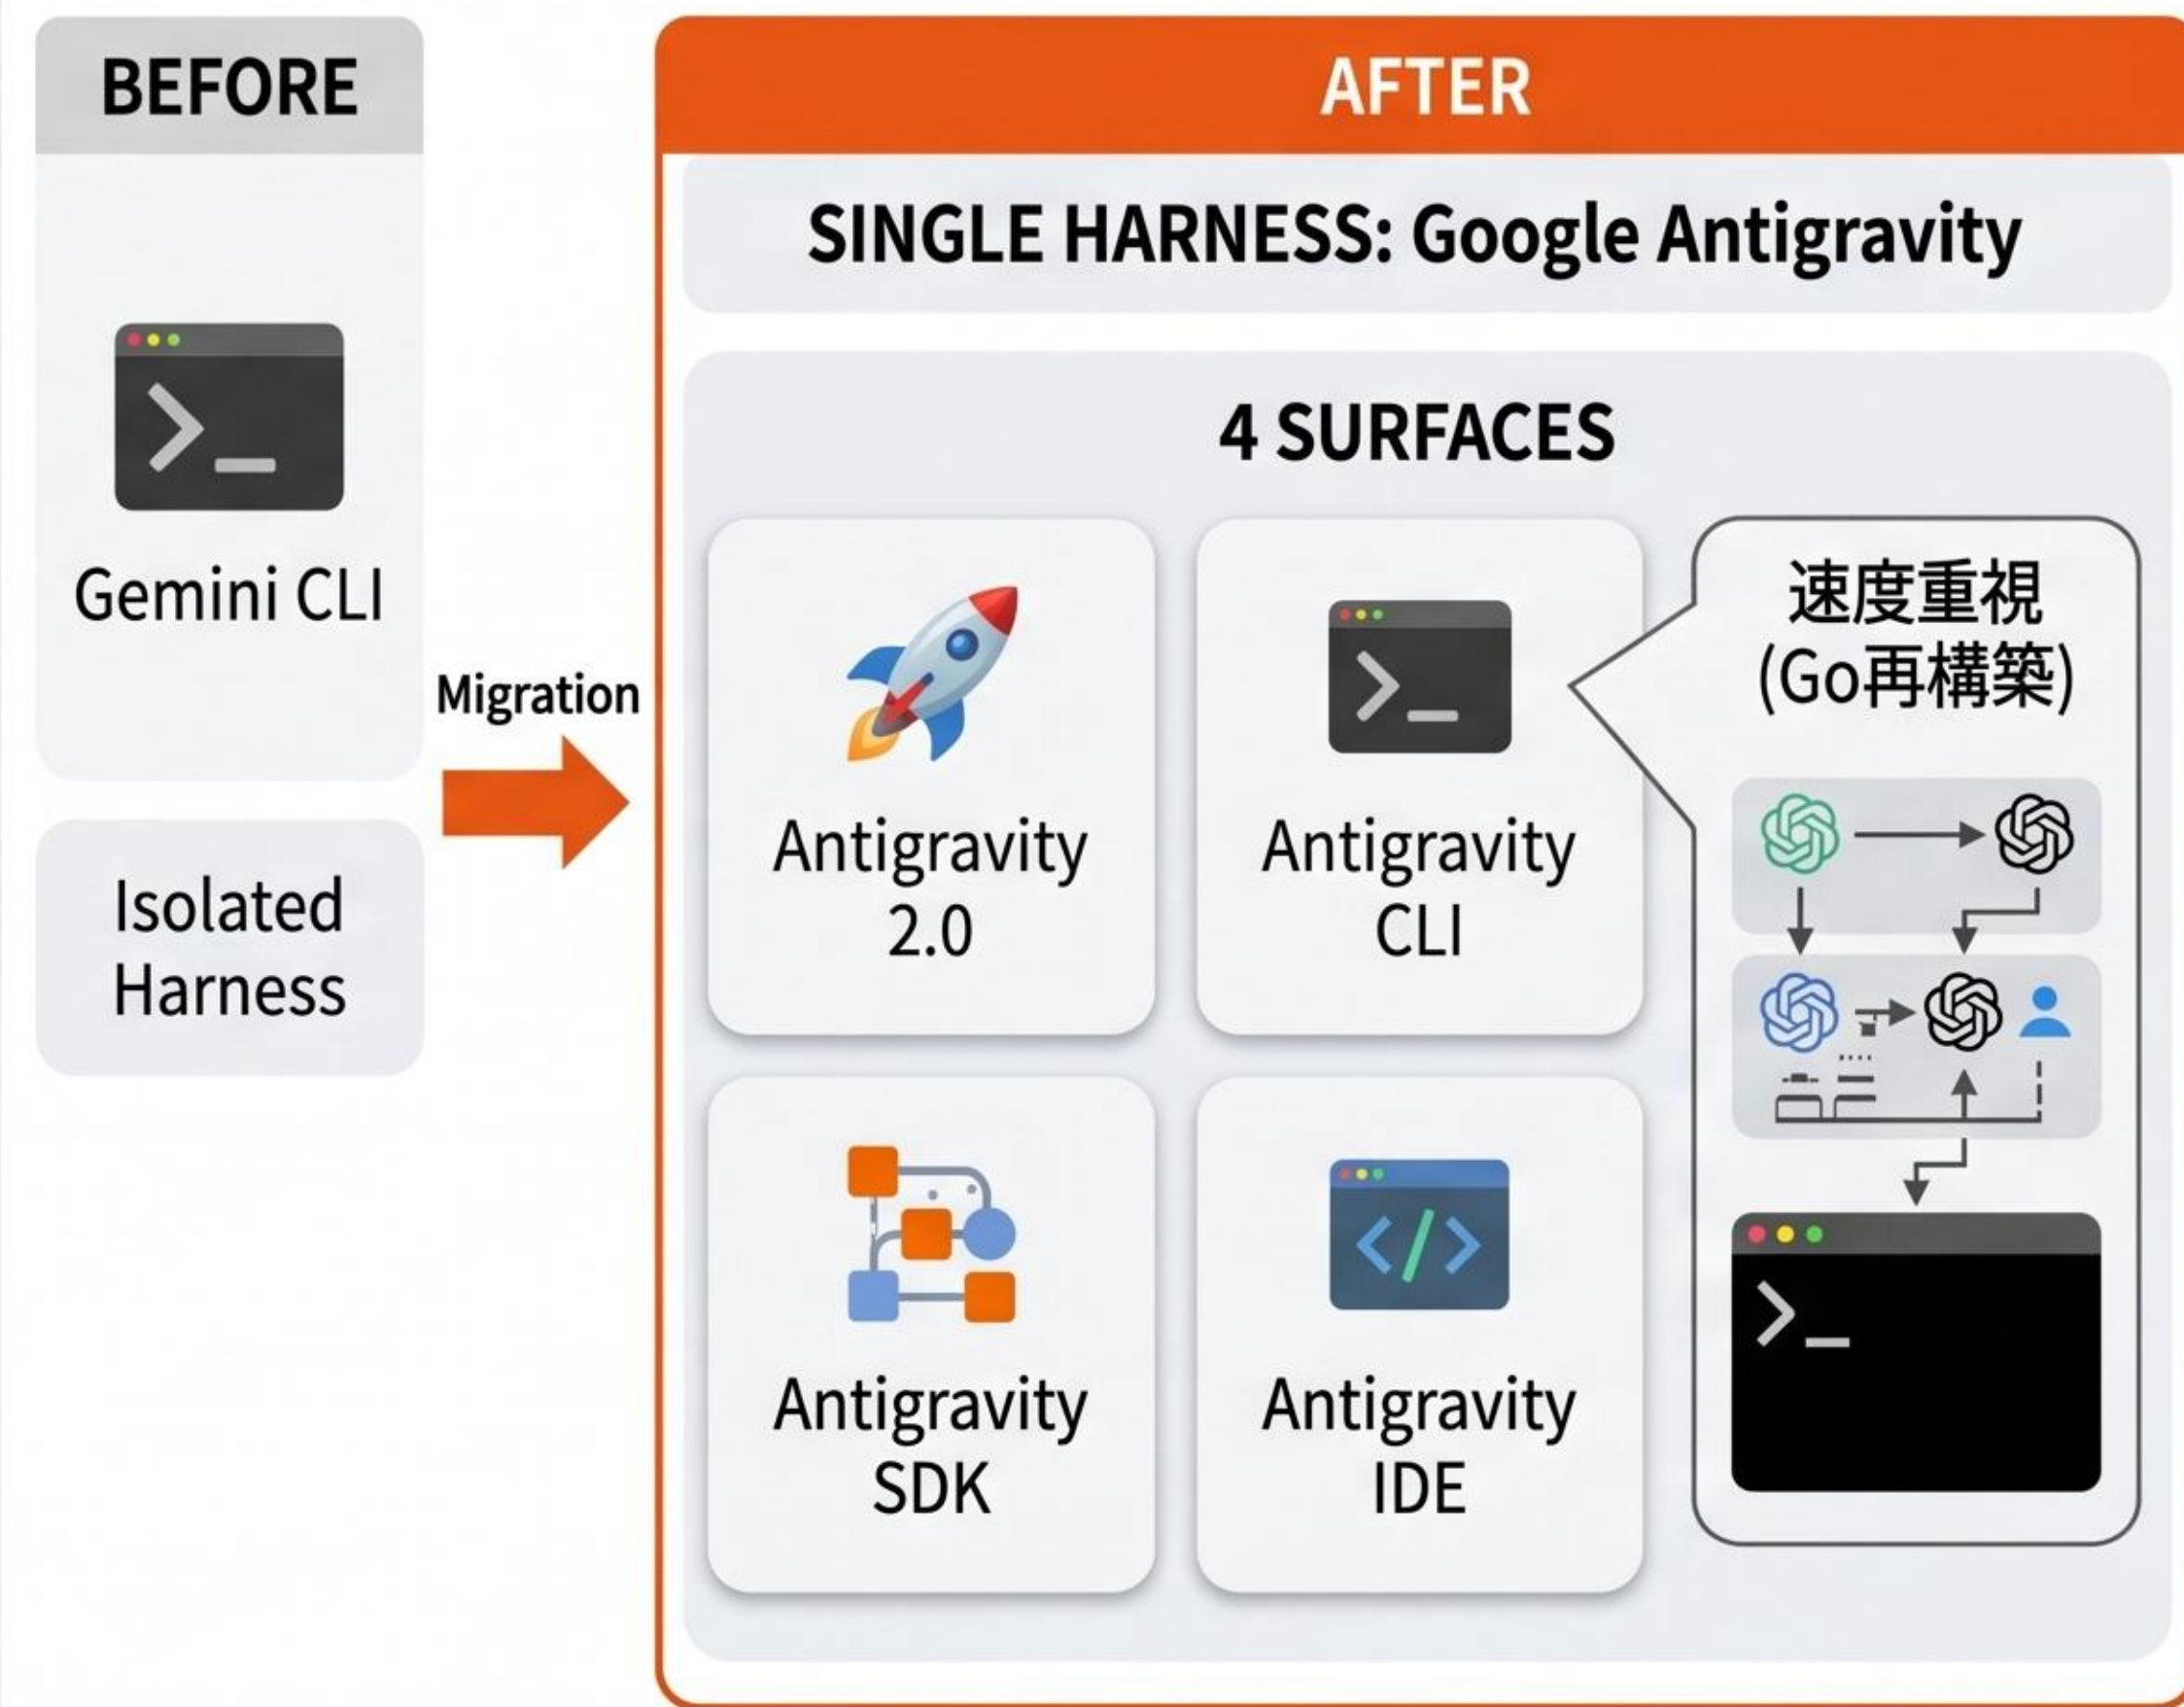 BEFORE
Gemini CLI
Isolated
Harness
Migration
AFTER
SINGLE HARNESS: Google Antigravity
4 SURFACES
Antigravity
2.0
Antigravity
CLI
速度重視
(Go再構築)
Antigravity
SDK
Antigravity
IDE